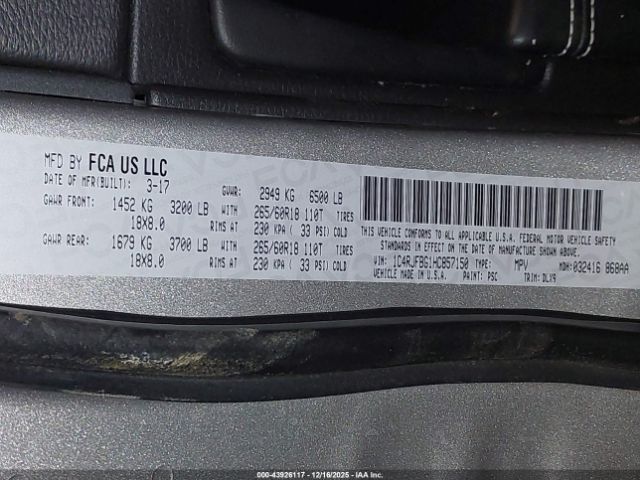 MFD BY FCA US LLC
DATE OF MFR(BUILT): 3-17 GVWR: 2949 KG 6500 LB
GAWR FRONT: 1452 KG 3200 LB WITH 265/60R18 110T TIRES
18X8.0 RIMS AT 230 KPA ( 33 PSI) COLD
GAWR REAR: 1679 KG 3700 LB WITH 265/60R18 110T TIRES
18X8.0 RIMS AT 230 KPA ( 33 PSI) COLD
THIS VEHICLE CONFORMS TO ALL APPLICABLE U.S.A. FEDERAL MOTOR VEHICLE SAFETY
STANDARDS IN EFFECT ON THE DATE OF MANUFACTURE SHOWN ABOVE.
VIN: 1C4RJFBG1HC857150 TYPE: MPV MDH: 032416 868AA
VEHICLE MADE IN U.S.A. PAINT: PSC TRIM: DLX9
000-43926117 - 12/16/2025 - www.iaai.com